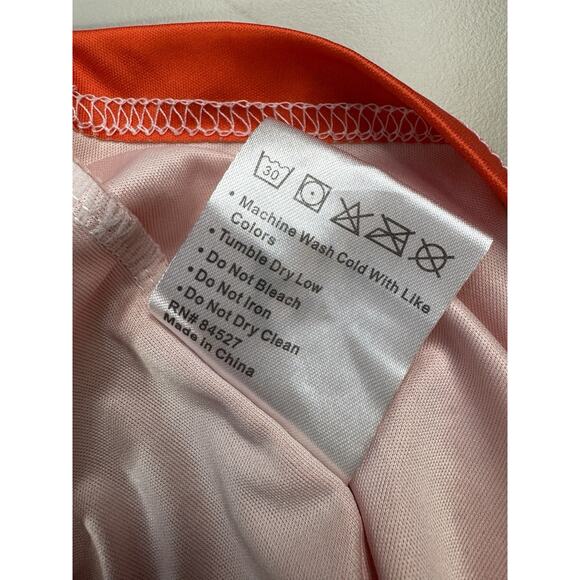 30
• Machine Wash Cold With Like
Colors
• Tumble Dry Low
• Do Not Bleach
• Do Not Iron
• Do Not Dry Clean
RN# 84527
Made in China